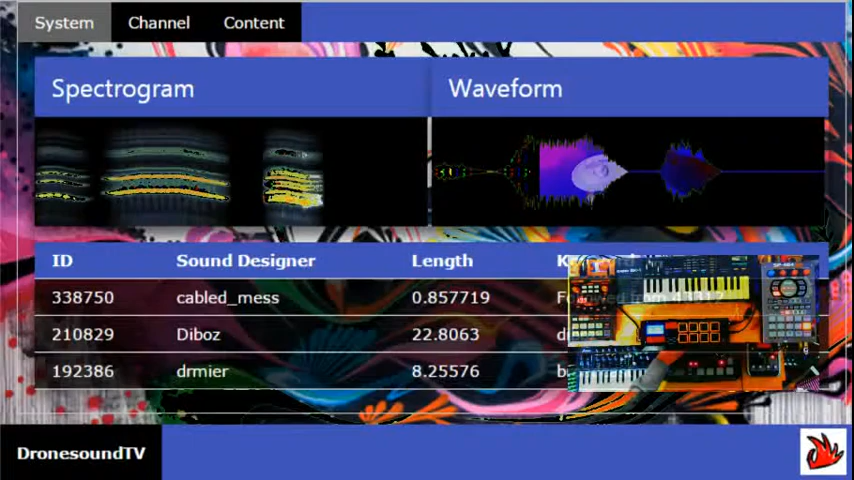 System Channel Content
Spectrogram Waveform
ID Sound Designer Length
338750 cabled_mess 0.857719
210829 Diboz 22.8063
192386 drmier 8.25576
DronesoundTV